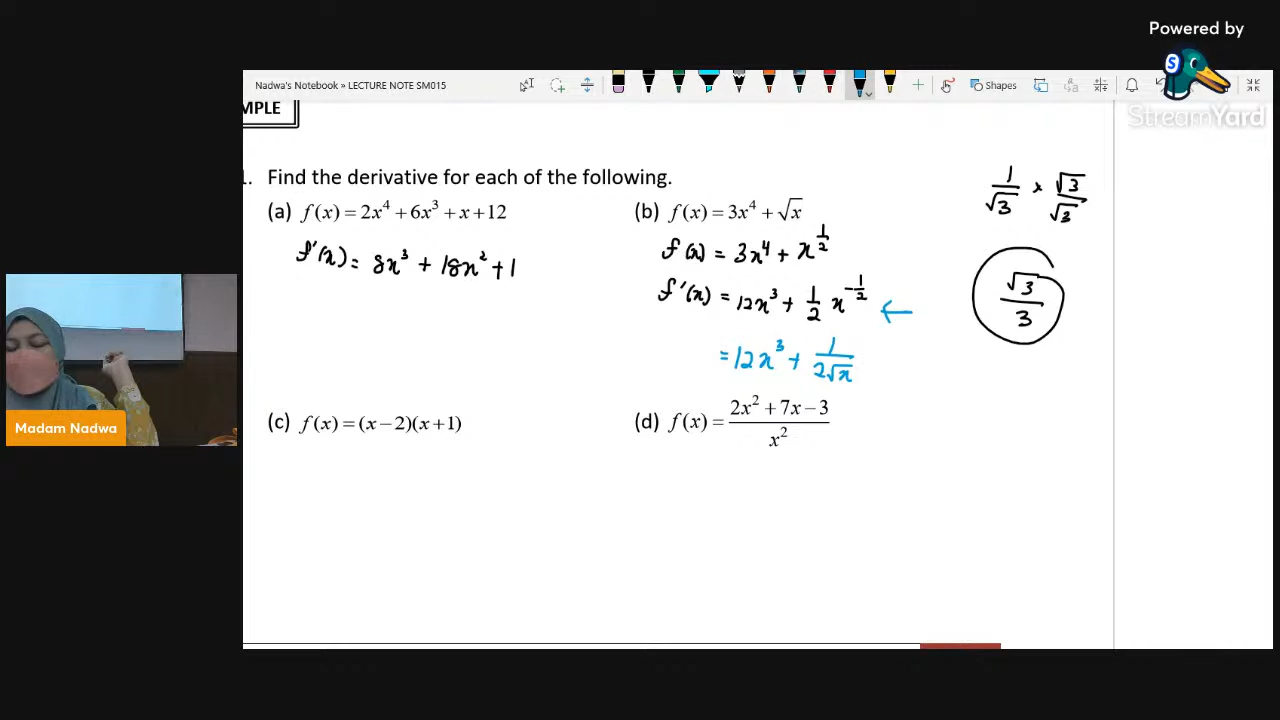 Powered by
StreamYard
Nadwa's Notebook » LECTURE NOTE SM015
Shapes
MPLE
1. Find the derivative for each of the following.
(a) f(x) = 2x⁴ + 6x³ + x + 12
f'(x) = 8x³ + 18x² + 1
(b) f(x) = 3x⁴ + √x
f(x) = 3x⁴ + x^(1/2)
f'(x) = 12x³ + 1/2 x^(-1/2) ←
= 12x³ + 1/(2√x)
1/√3 × √3/√3
√3/3
(c) f(x) = (x − 2)(x + 1)
(d) f(x) = (2x² + 7x − 3)/x²
Madam Nadwa